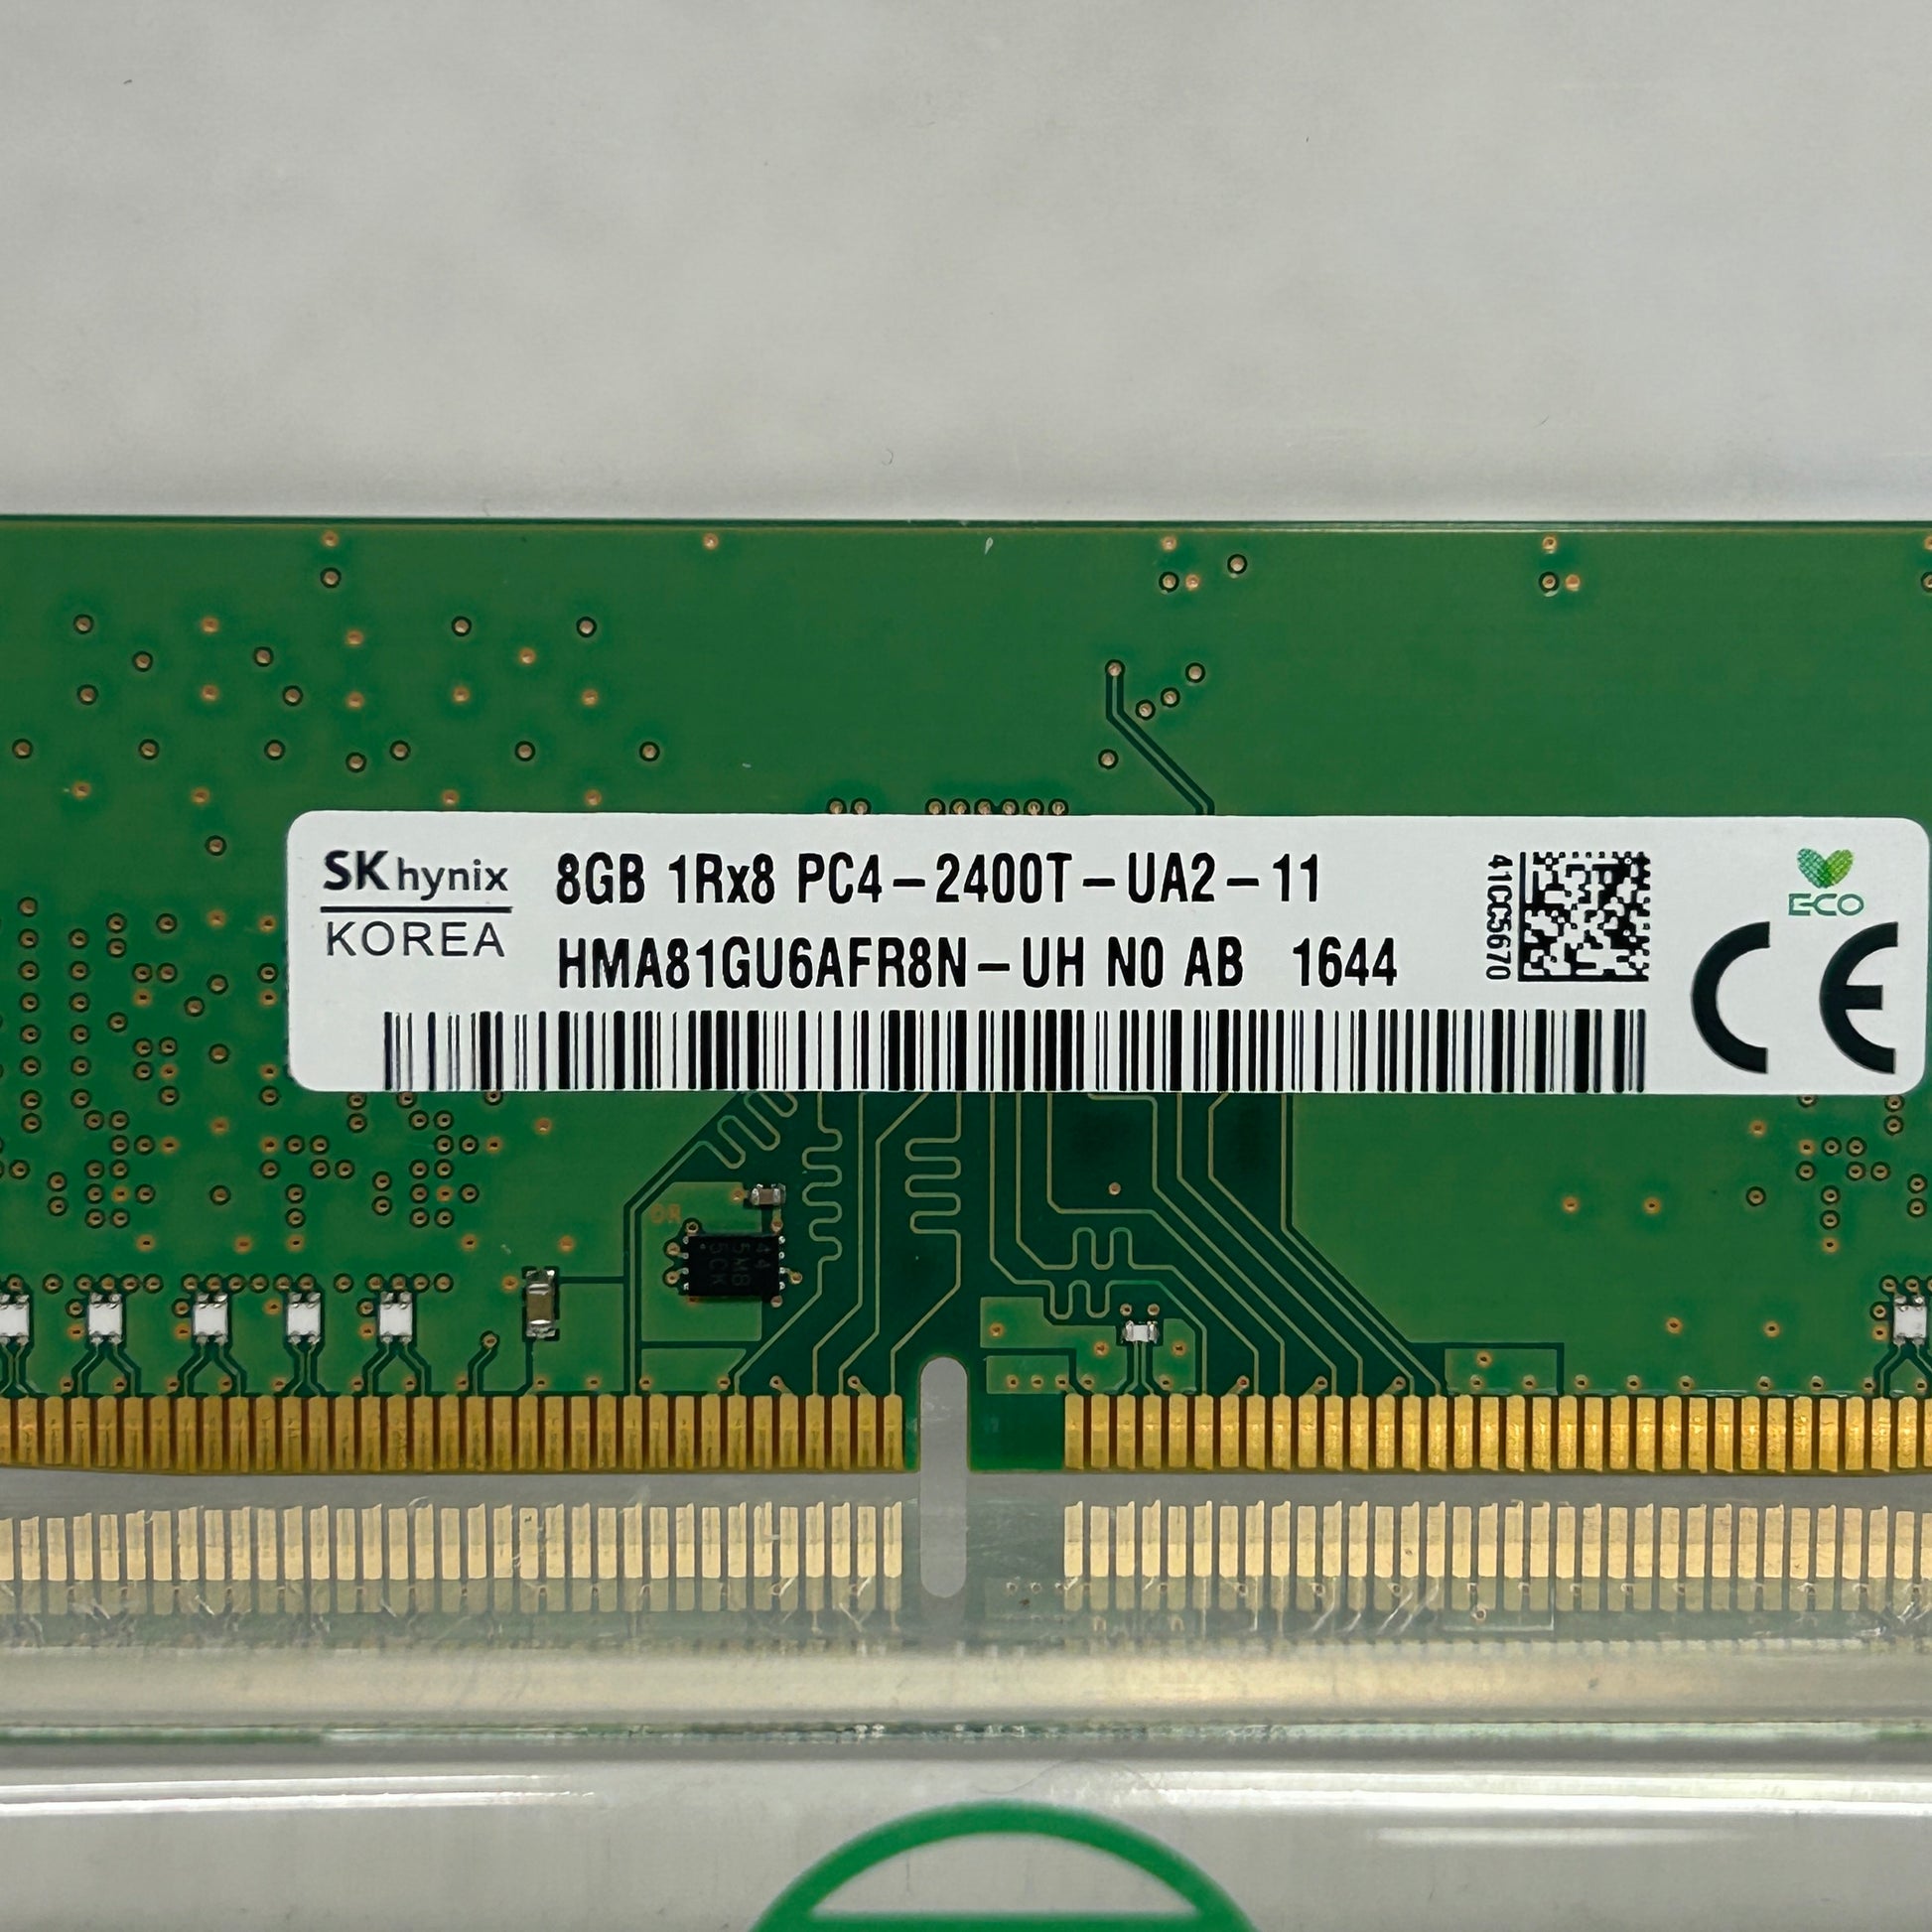 SK hynix
KOREA
8GB 1Rx8 PC4-2400T-UA2-11
HMA81GU6AFR8N-UH N0 AB 1644
41CC5670
ECO
CE